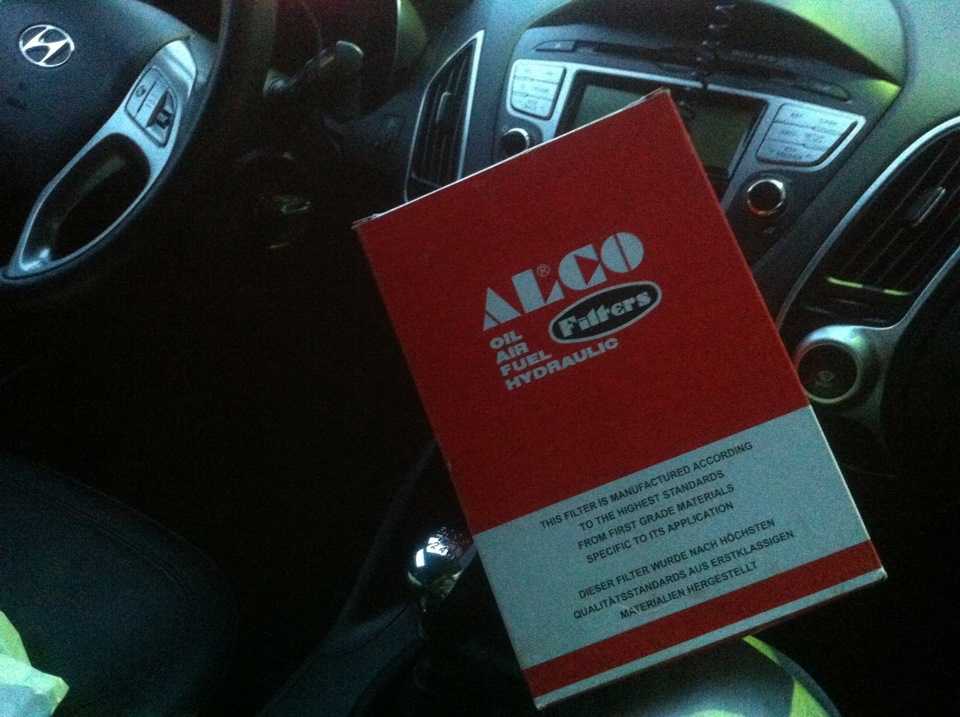 ALCO®
Filters
OIL
AIR
FUEL
HYDRAULIC
THIS FILTER IS MANUFACTURED ACCORDING
TO THE HIGHEST STANDARDS
FROM FIRST GRADE MATERIALS
SPECIFIC TO ITS APPLICATION
DIESER FILTER WURDE NACH HÖCHSTEN
QUALITÄTSSTANDARDS AUS ERSTKLASSIGEN
MATERIALIEN HERGESTELLT